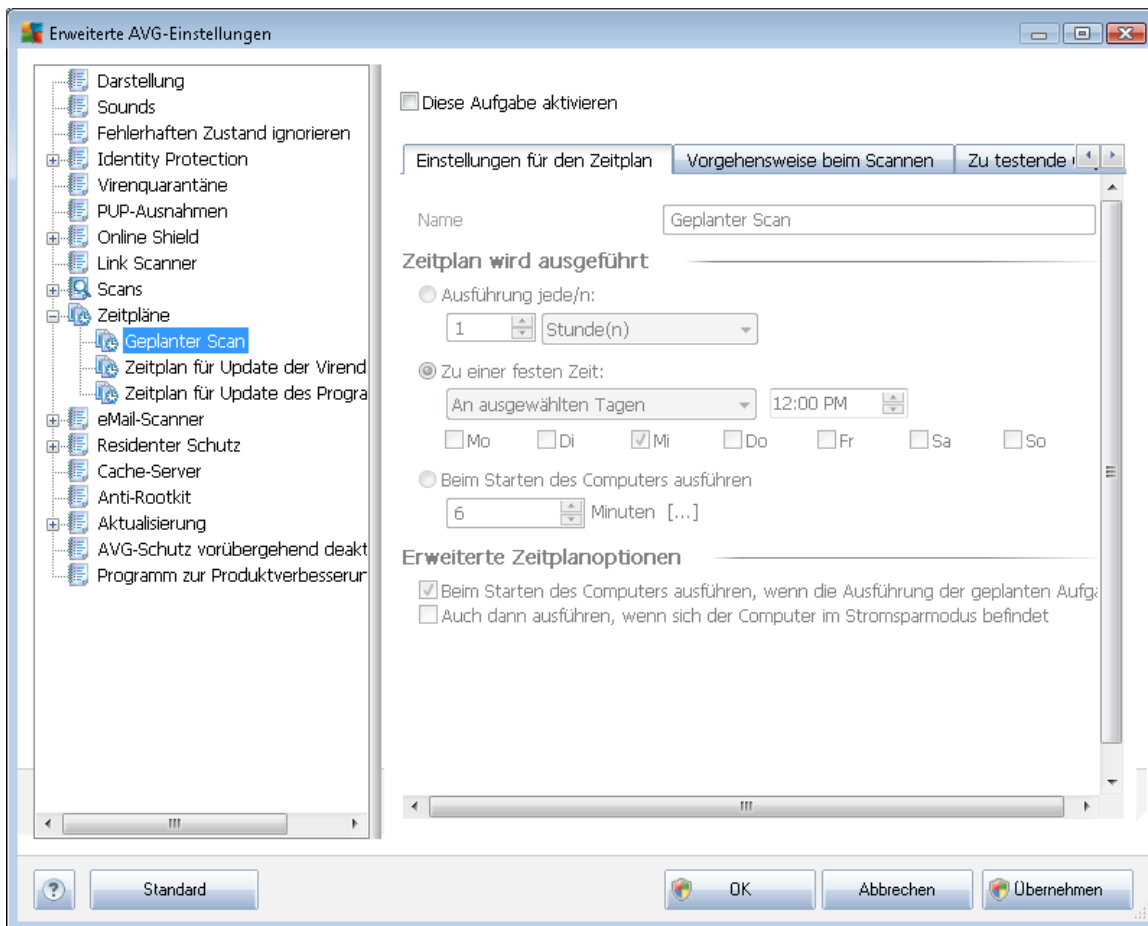 Erweiterte AVG-Einstellungen
Darstellung
Sounds
Fehlerhaften Zustand ignorieren
Identity Protection
Virenquarantäne
PUP-Ausnahmen
Online Shield
Link Scanner
Scans
Zeitpläne
Geplanter Scan
Zeitplan für Update der Virend
Zeitplan für Update des Progra
eMail-Scanner
Residenter Schutz
Cache-Server
Anti-Rootkit
Aktualisierung
AVG-Schutz vorübergehend deakt
Programm zur Produktverbesserur
Diese Aufgabe aktivieren
Einstellungen für den Zeitplan Vorgehensweise beim Scannen Zu testende
Name Geplanter Scan
Zeitplan wird ausgeführt
Ausführung jede/n:
1 Stunde(n)
Zu einer festen Zeit:
An ausgewählten Tagen 12:00 PM
Mo Di Mi Do Fr Sa So
Beim Starten des Computers ausführen
6 Minuten [...]
Erweiterte Zeitplanoptionen
Beim Starten des Computers ausführen, wenn die Ausführung der geplanten Aufga
Auch dann ausführen, wenn sich der Computer im Stromsparmodus befindet
? Standard OK Abbrechen Übernehmen